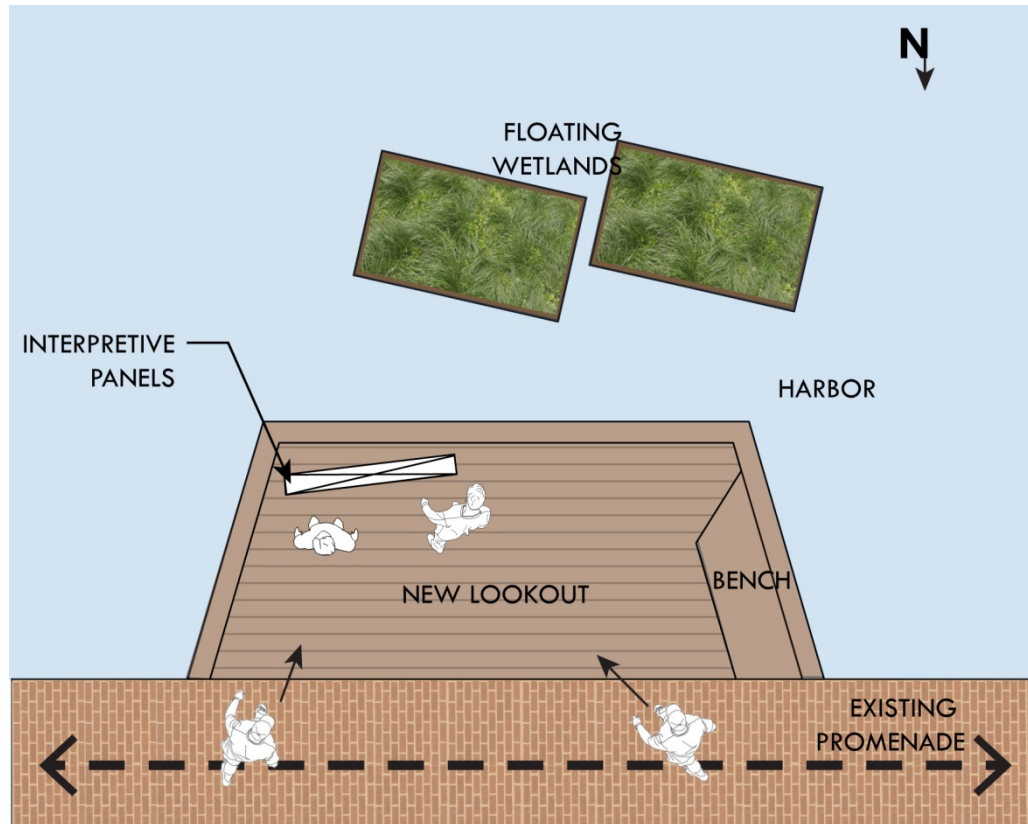 N
FLOATING
WETLANDS
INTERPRETIVE
PANELS
HARBOR
BENCH
NEW LOOKOUT
EXISTING
PROMENADE